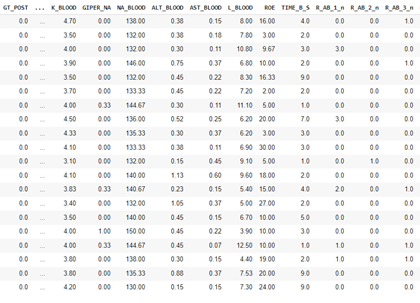 GT_POST ... K_BLOOD GIPER_NA NA_BLOOD ALT_BLOOD AST_BLOOD L_BLOOD ROE TIME_B_S R_AB_1_n R_AB_2_n R_AB_3_n
0.0 ... 4.70 0.00 138.00 0.38 0.15 8.00 16.00 4.0 0.0 0.0 1.0
0.0 ... 3.50 0.00 132.00 0.38 0.18 7.80 3.00 2.0 0.0 0.0 0.0
0.0 ... 4.00 0.00 132.00 0.30 0.11 10.80 9.67 3.0 3.0 0.0 0.0
0.0 ... 3.90 0.00 146.00 0.75 0.37 6.80 10.00 2.0 0.0 0.0 1.0
0.0 ... 3.50 0.00 132.00 0.45 0.22 8.30 16.33 9.0 0.0 0.0 0.0
0.0 ... 3.70 0.00 133.33 0.45 0.22 7.20 2.00 2.0 0.0 0.0 0.0
0.0 ... 4.00 0.33 144.67 0.30 0.11 11.10 5.00 1.0 0.0 0.0 0.0
0.0 ... 4.50 0.00 136.00 0.52 0.25 6.20 20.00 7.0 3.0 0.0 0.0
0.0 ... 4.33 0.00 135.33 0.30 0.37 6.20 3.00 3.0 0.0 0.0 0.0
0.0 ... 4.10 0.00 133.33 0.38 0.11 6.90 30.00 3.0 0.0 0.0 0.0
0.0 ... 3.10 0.00 132.00 0.15 0.45 9.10 5.00 1.0 0.0 1.0 0.0
0.0 ... 4.10 0.00 140.00 1.13 0.60 9.60 18.00 2.0 0.0 0.0 0.0
0.0 ... 3.83 0.33 140.67 0.23 0.15 5.40 15.00 4.0 2.0 0.0 1.0
0.0 ... 3.40 0.00 132.00 1.05 0.37 5.00 27.00 2.0 0.0 0.0 0.0
0.0 ... 3.50 0.00 140.00 0.45 0.15 6.70 10.00 5.0 0.0 0.0 0.0
0.0 ... 4.00 1.00 150.00 0.45 0.22 3.90 10.00 3.0 0.0 0.0 0.0
0.0 ... 4.00 0.33 144.67 0.45 0.07 12.50 10.00 1.0 1.0 0.0 1.0
0.0 ... 3.80 0.00 138.00 0.30 0.15 4.40 19.00 2.0 1.0 0.0 1.0
0.0 ... 3.80 0.00 135.33 0.88 0.37 7.53 20.00 9.0 0.0 0.0 0.0
0.0 ... 4.20 0.00 130.00 0.15 0.15 7.30 24.00 9.0 0.0 0.0 0.0